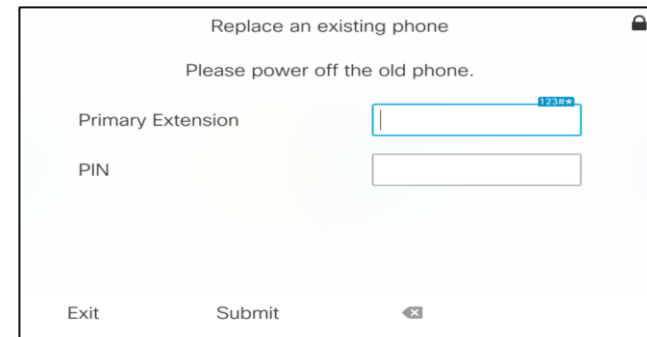 Replace an existing phone
Please power off the old phone.
123#*
Primary Extension
PIN
Exit Submit